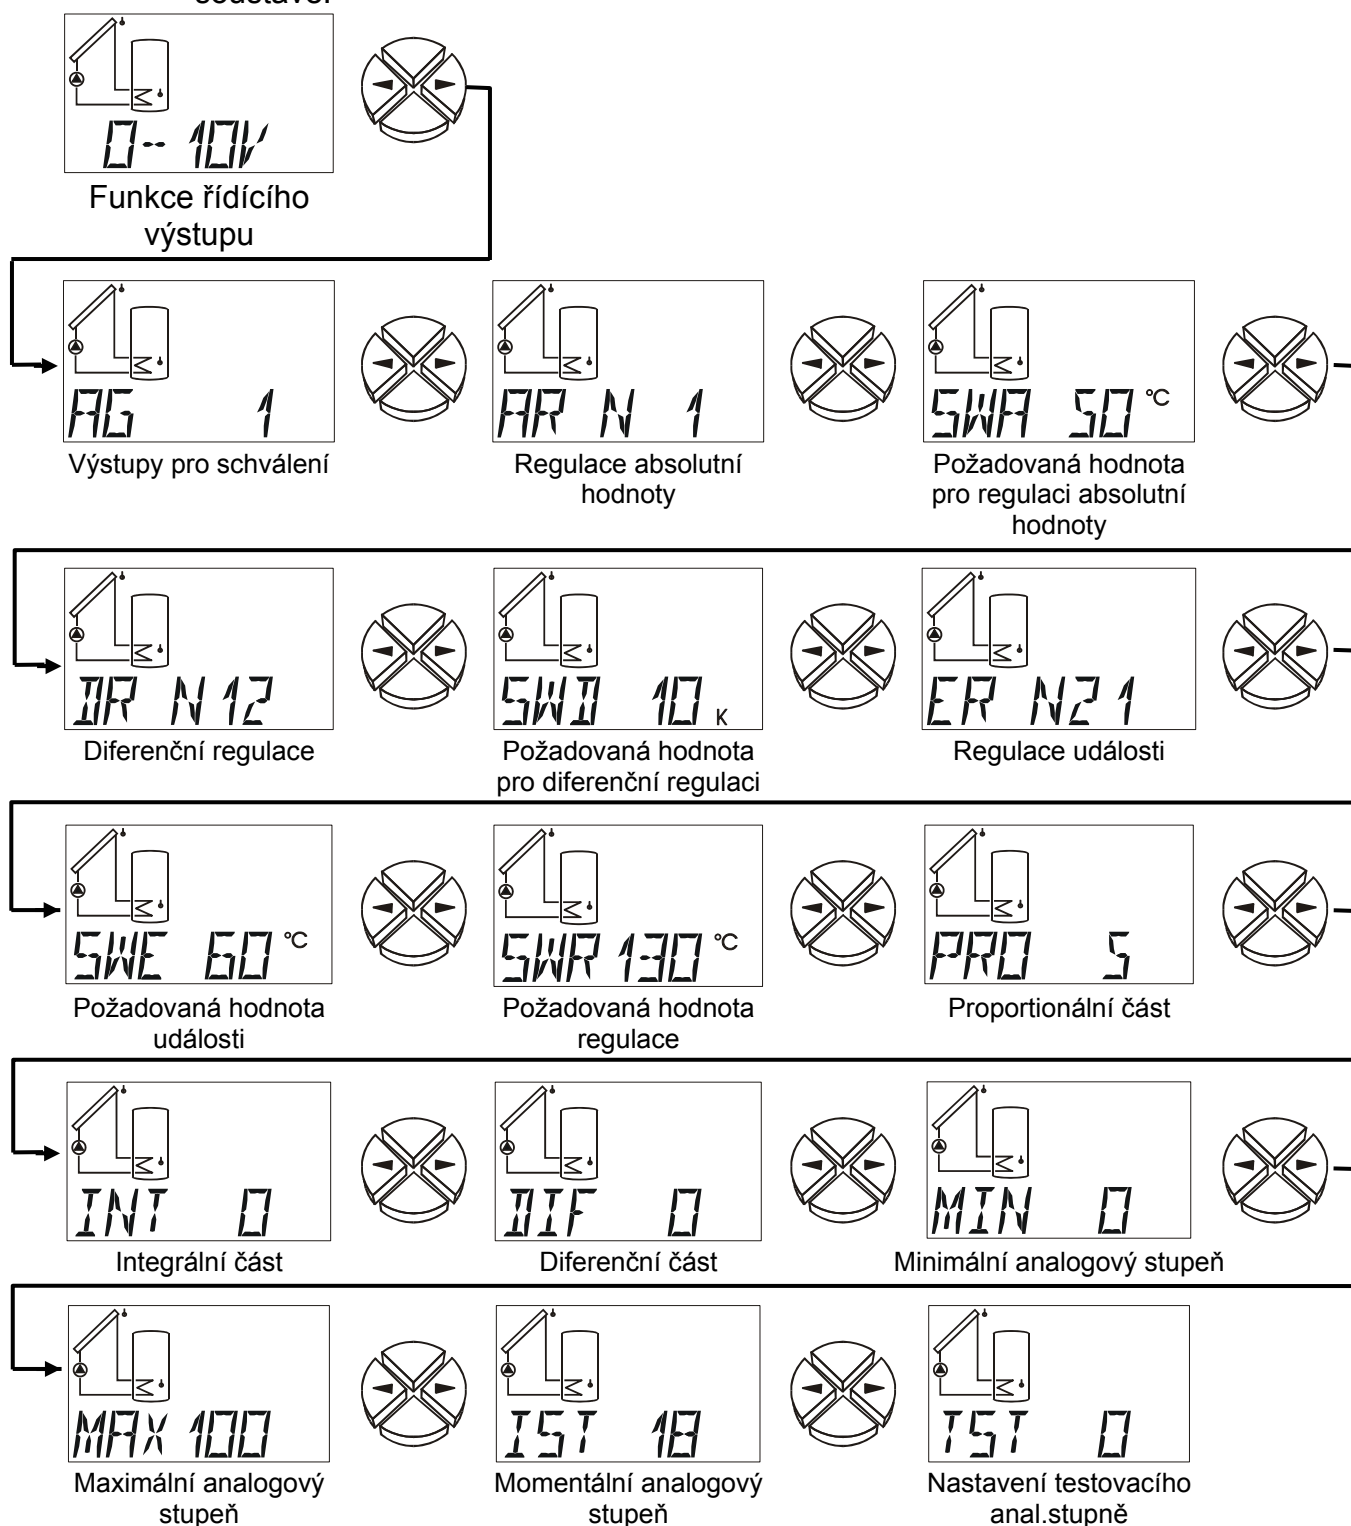 0-- 10V
Funkce řídícího
výstupu
AG 1
AR N 1
SWA 50 °C
Výstupy pro schválení
Regulace absolutní
hodnoty
Požadovaná hodnota
pro regulaci absolutní
hodnoty
DR N 12
SWD 10 K
ER N21
Diferenční regulace
Požadovaná hodnota
pro diferenční regulaci
Regulace události
SWE 60 °C
SWR 130 °C
PRO 5
Požadovaná hodnota
události
Požadovaná hodnota
regulace
Proportionální část
INT 0
DIF 0
MIN 0
Integrální část
Diferenční část
Minimální analogový stupeň
MAX 100
IST 18
TST 0
Maximální analogový
stupeň
Momentální analogový
stupeň
Nastavení testovacího
anal.stupně